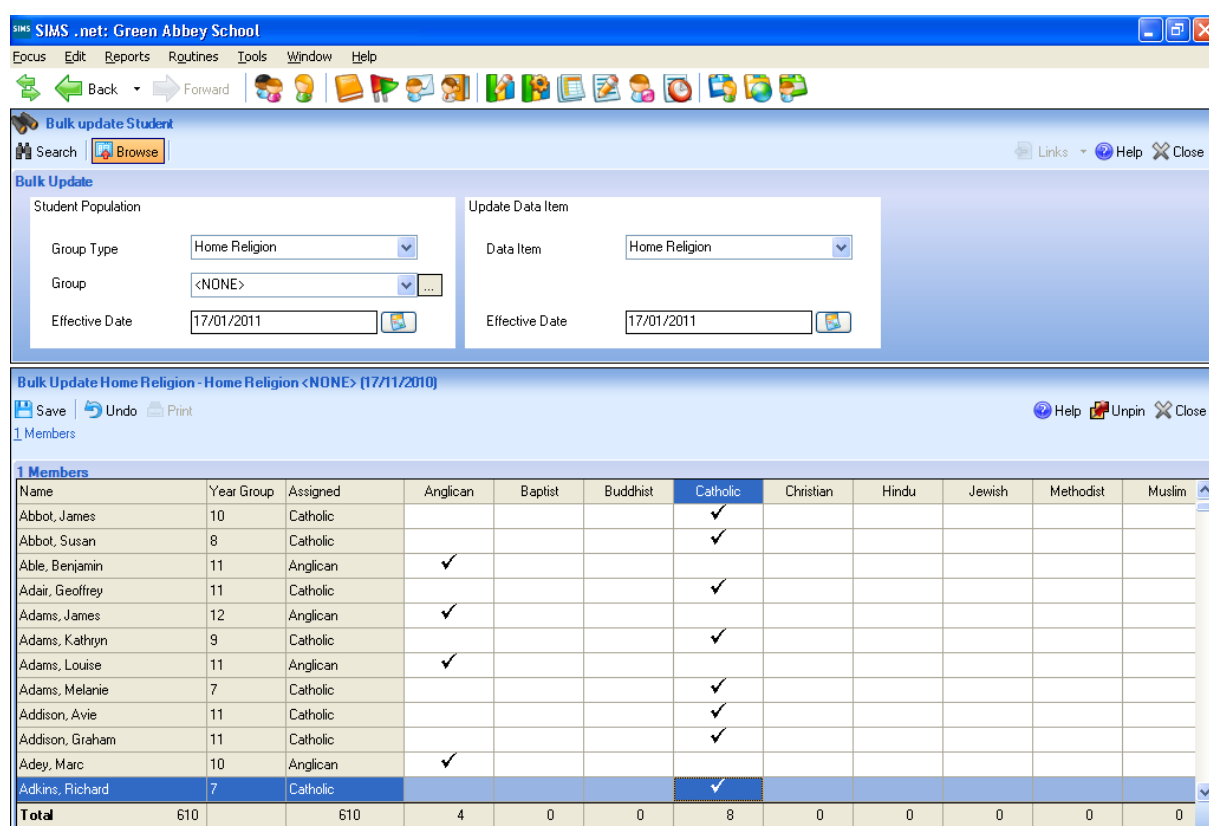 SIMS SIMS .net: Green Abbey School
Focus Edit Reports Routines Tools Window Help
Back Forward
Bulk update Student
Search Browse Links Help Close
Bulk Update
Student Population Update Data Item
Group Type Home Religion Data Item Home Religion
Group <NONE> ...
Effective Date 17/01/2011 Effective Date 17/01/2011
Bulk Update Home Religion - Home Religion <NONE> (17/11/2010)
Save Undo Print Help Unpin Close
1 Members
1 Members
Name Year Group Assigned Anglican Baptist Buddhist Catholic Christian Hindu Jewish Methodist Muslim
Abbot, James 10 Catholic ✓
Abbot, Susan 8 Catholic ✓
Able, Benjamin 11 Anglican ✓
Adair, Geoffrey 11 Catholic ✓
Adams, James 12 Anglican ✓
Adams, Kathryn 9 Catholic ✓
Adams, Louise 11 Anglican ✓
Adams, Melanie 7 Catholic ✓
Addison, Avie 11 Catholic ✓
Addison, Graham 11 Catholic ✓
Adey, Marc 10 Anglican ✓
Adkins, Richard 7 Catholic ✓
Total 610 610 4 0 0 8 0 0 0 0 0